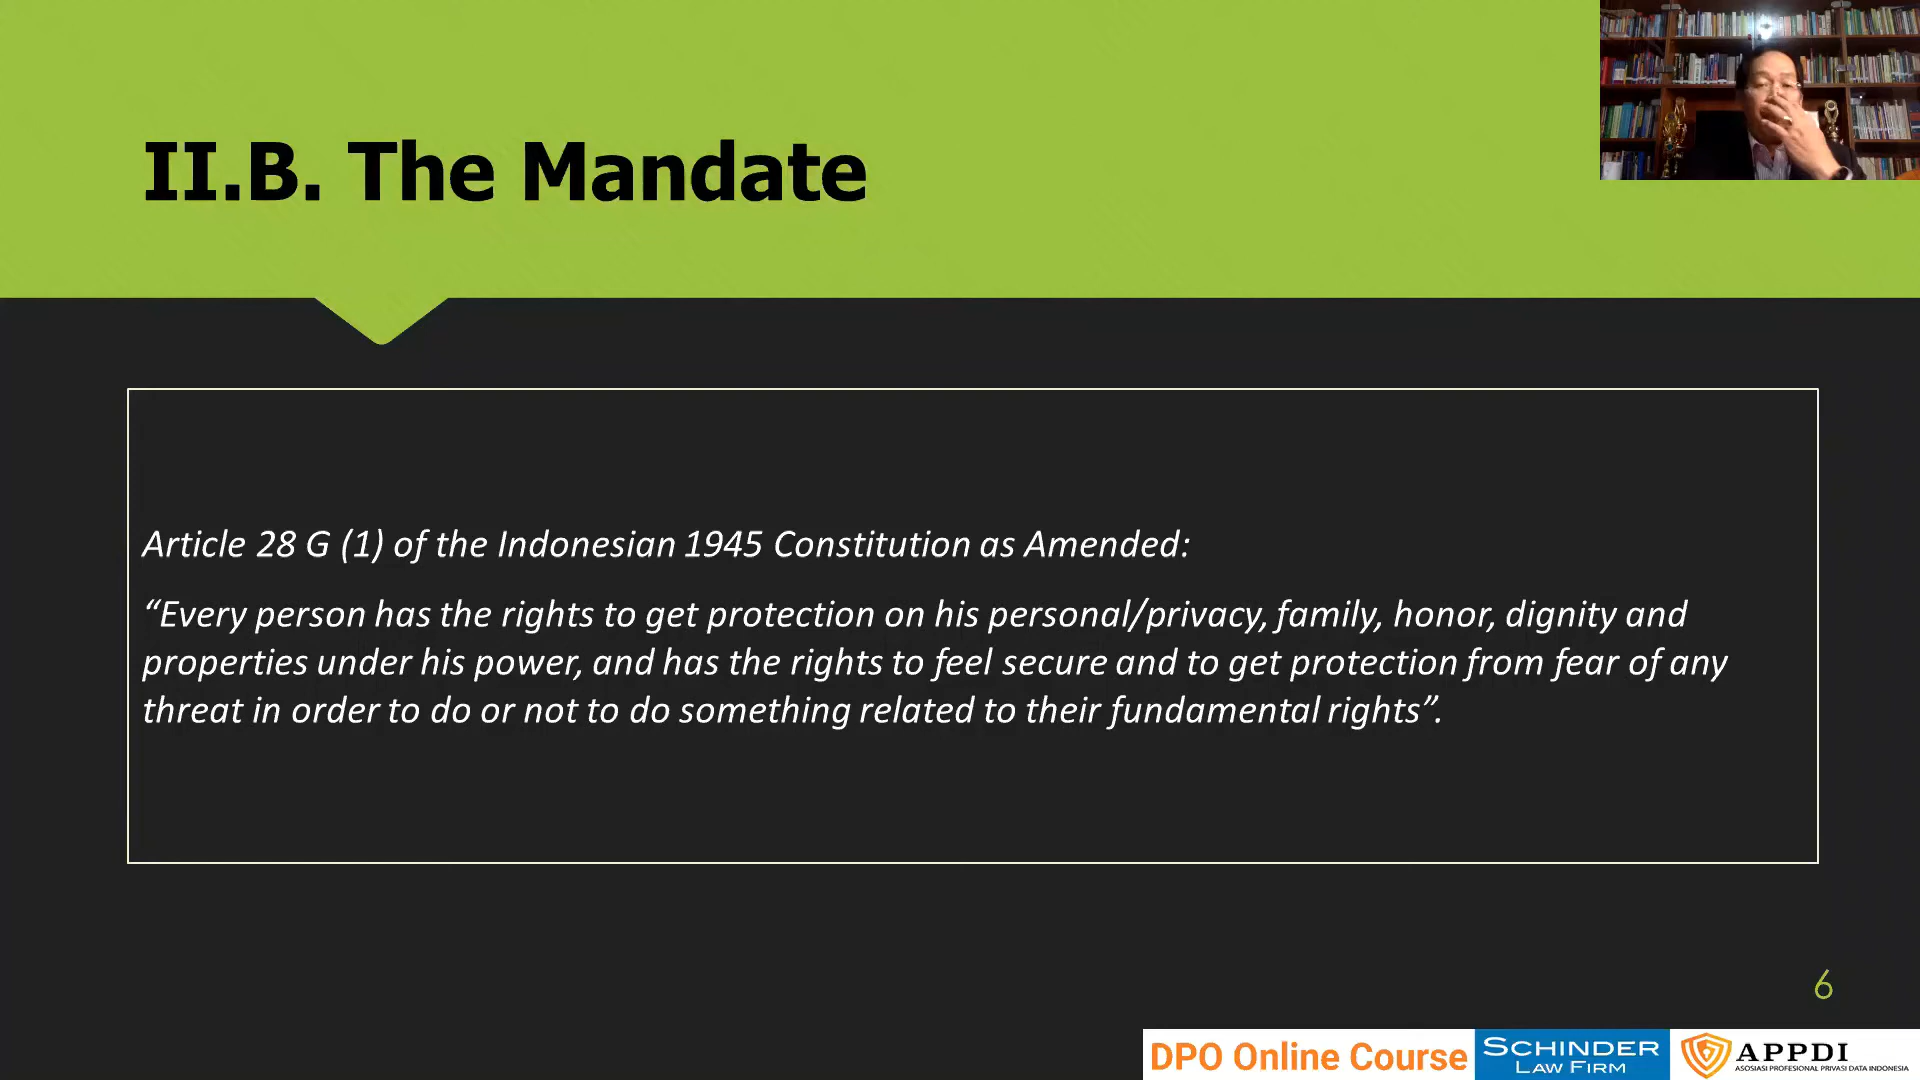 II.B. The Mandate
Article 28 G (1) of the Indonesian 1945 Constitution as Amended:
“Every person has the rights to get protection on his personal/privacy, family, honor, dignity and
properties under his power, and has the rights to feel secure and to get protection from fear of any
threat in order to do or not to do something related to their fundamental rights”.
6
DPO Online Course
SCHINDER
LAW FIRM
APPDI
ASOSIASI PROFESIONAL PRIVASI DATA INDONESIA